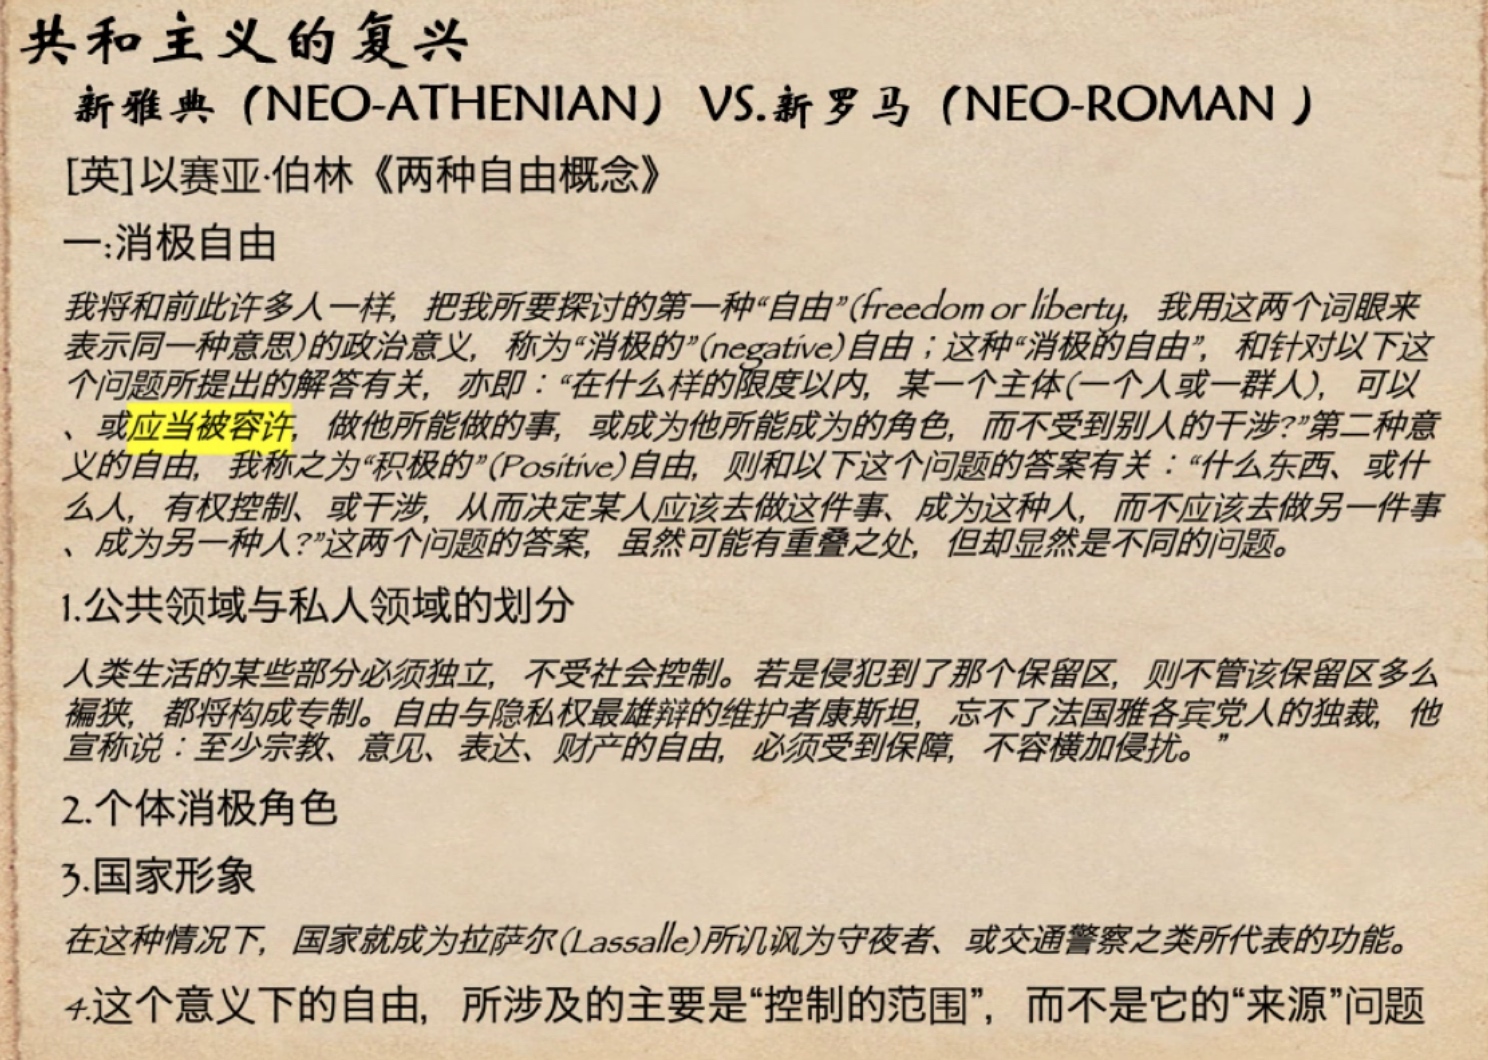 共和主义的复兴
新雅典（NEO-ATHENIAN） VS.新罗马（NEO-ROMAN ）
[英]以赛亚·伯林《两种自由概念》
一:消极自由
我将和前此许多人一样，把我所要探讨的第一种“自由”(freedom or liberty，我用这两个词眼来
表示同一种意思)的政治意义，称为“消极的”(negative)自由；这种“消极的自由”，和针对以下这
个问题所提出的解答有关，亦即：“在什么样的限度以内，某一个主体(一个人或一群人)，可以
、或应当被容许，做他所能做的事，或成为他所能成为的角色，而不受到别人的干涉?”第二种意
义的自由，我称之为“积极的”(Positive)自由，则和以下这个问题的答案有关：“什么东西、或什
么人，有权控制、或干涉，从而决定某人应该去做这件事、成为这种人，而不应该去做另一件事
、成为另一种人?”这两个问题的答案，虽然可能有重叠之处，但却显然是不同的问题。
1.公共领域与私人领域的划分
人类生活的某些部分必须独立，不受社会控制。若是侵犯到了那个保留区，则不管该保留区多么
褊狭，都将构成专制。自由与隐私权最雄辩的维护者康斯坦，忘不了法国雅各宾党人的独裁，他
宣称说：至少宗教、意见、表达、财产的自由，必须受到保障，不容横加侵扰。”
2.个体消极角色
3.国家形象
在这种情况下，国家就成为拉萨尔(Lassalle)所讥讽为守夜者、或交通警察之类所代表的功能。
4.这个意义下的自由，所涉及的主要是“控制的范围”，而不是它的“来源”问题